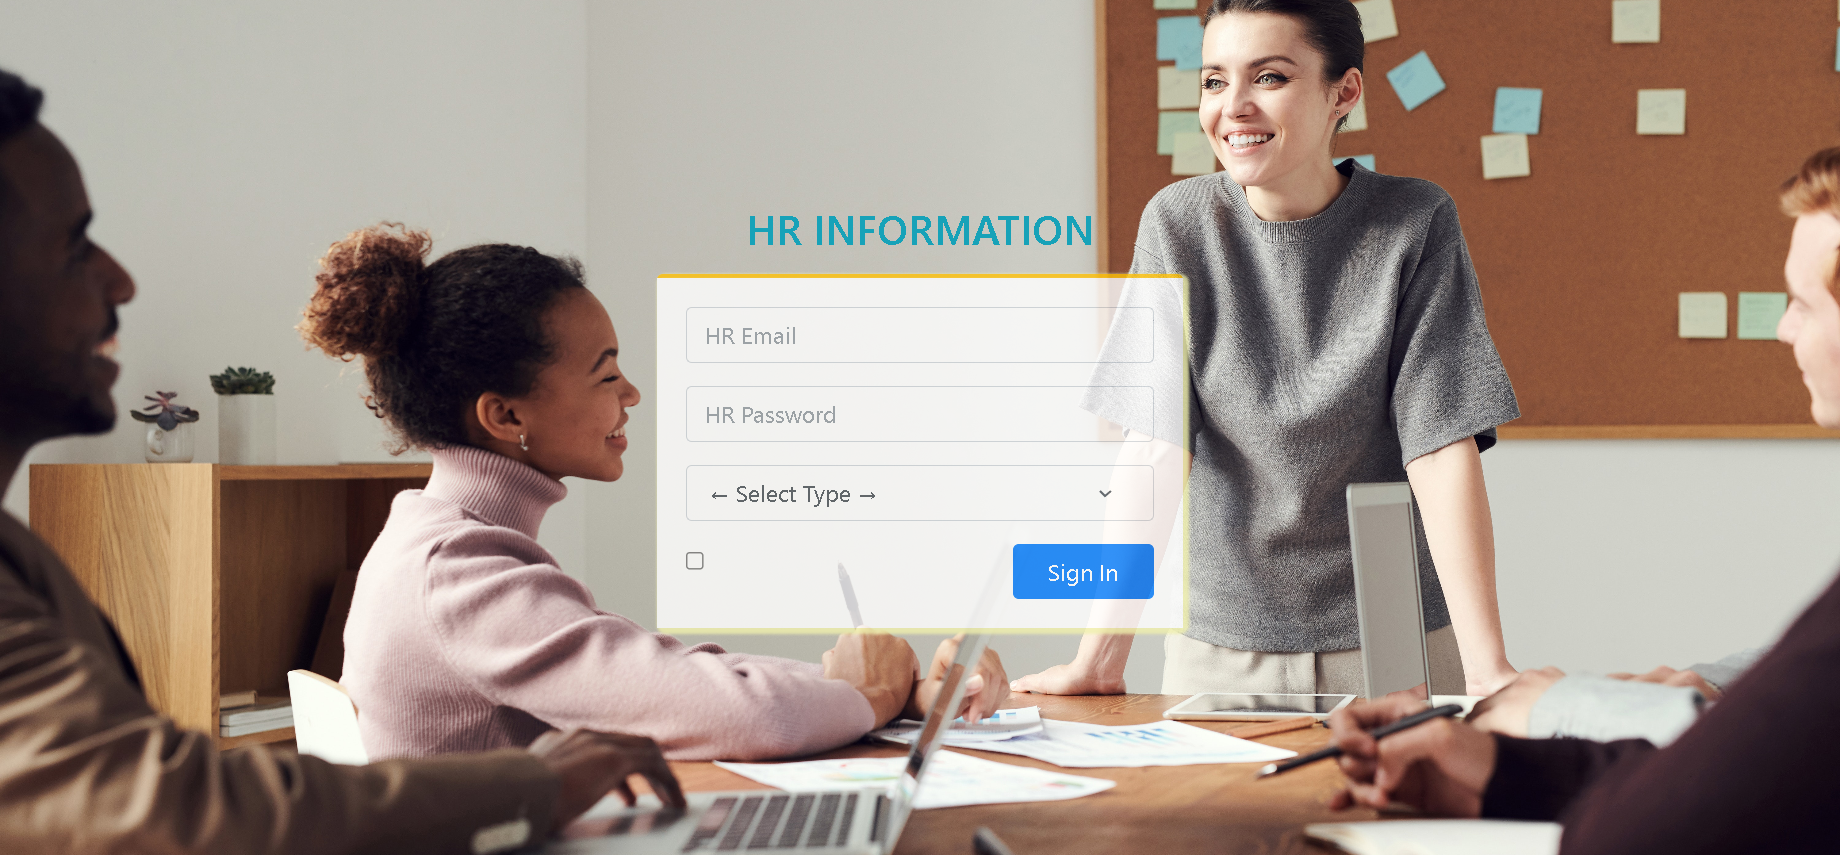 HR INFORMATION
HR Email
HR Password
← Select Type →
Sign In